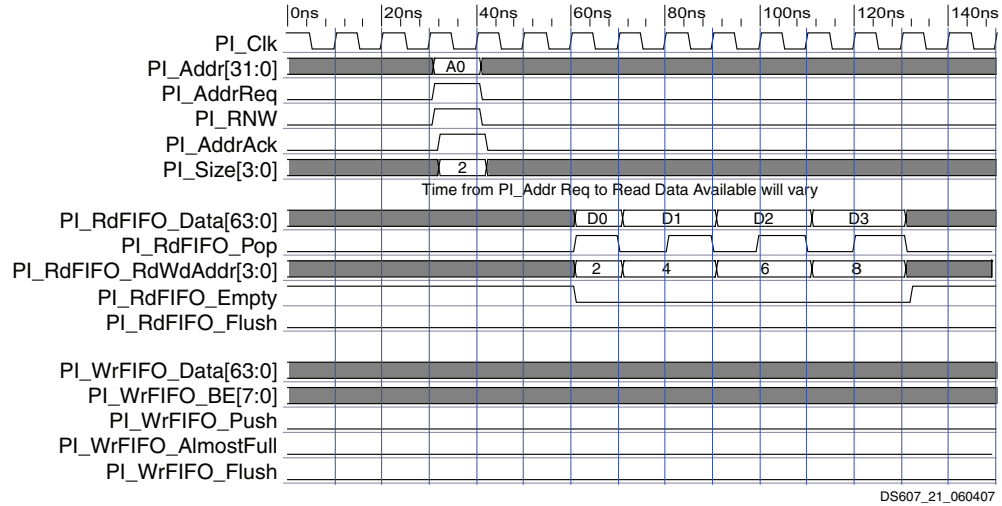 0ns 20ns 40ns 60ns 80ns 100ns 120ns 140ns
PI_Clk
PI_Addr[31:0] A0
PI_AddrReq
PI_RNW
PI_AddrAck
PI_Size[3:0] 2
Time from PI_Addr Req to Read Data Available will vary
PI_RdFIFO_Data[63:0] D0 D1 D2 D3
PI_RdFIFO_Pop
PI_RdFIFO_RdWdAddr[3:0] 2 4 6 8
PI_RdFIFO_Empty
PI_RdFIFO_Flush
PI_WrFIFO_Data[63:0]
PI_WrFIFO_BE[7:0]
PI_WrFIFO_Push
PI_WrFIFO_AlmostFull
PI_WrFIFO_Flush
DS607_21_060407